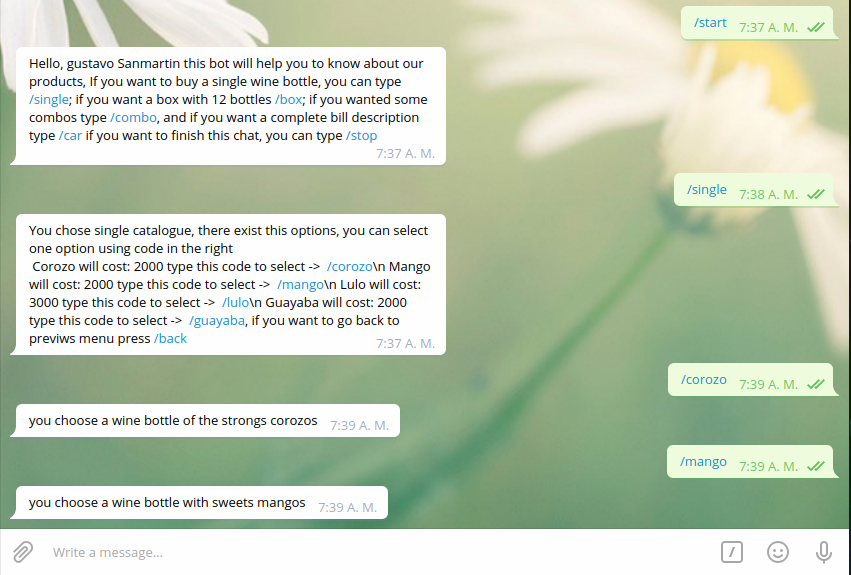 /start 7:37 A. M.
Hello, gustavo Sanmartin this bot will help you to know about our
products, If you want to buy a single wine bottle, you can type
/single; if you want a box with 12 bottles /box; if you wanted some
combos type /combo, and if you want a complete bill description
type /car if you want to finish this chat, you can type /stop
7:37 A. M.
/single 7:38 A. M.
You chose single catalogue, there exist this options, you can select
one option using code in the right
Corozo will cost: 2000 type this code to select -> /corozo\n Mango
will cost: 2000 type this code to select -> /mango\n Lulo will cost:
3000 type this code to select -> /lulo\n Guayaba will cost: 2000
type this code to select -> /guayaba, if you want to go back to
previws menu press /back
7:37 A. M.
/corozo 7:39 A. M.
you choose a wine bottle of the strongs corozos 7:39 A. M.
/mango 7:39 A. M.
you choose a wine bottle with sweets mangos 7:39 A. M.
Write a message...